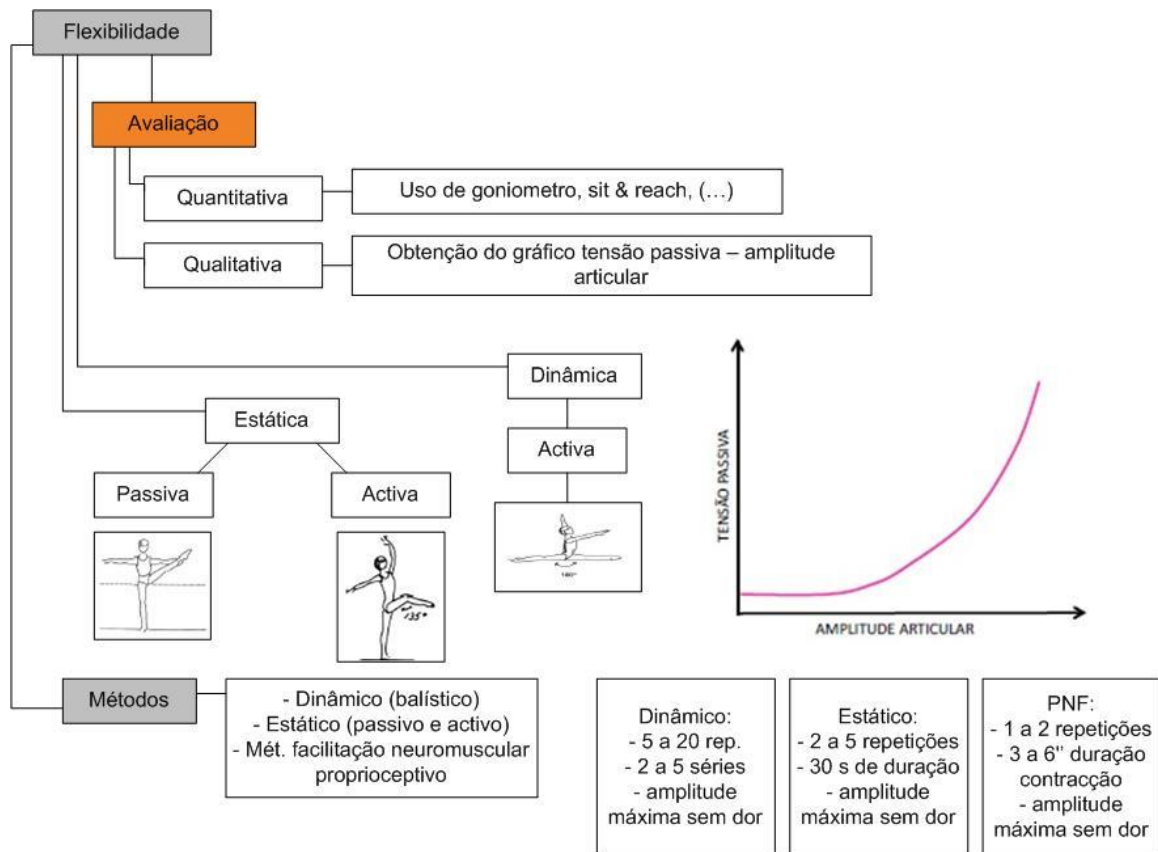 Flexibilidade
Avaliação
Quantitativa
Uso de goniometro, sit & reach, (…)
Qualitativa
Obtenção do gráfico tensão passiva – amplitude
articular
Dinâmica
Estática
Activa
Passiva
Activa
135°
180°
TENSÃO PASSIVA
AMPLITUDE ARTICULAR
Métodos
- Dinâmico (balístico)
- Estático (passivo e activo)
- Mét. facilitação neuromuscular
proprioceptivo
Dinâmico:
- 5 a 20 rep.
- 2 a 5 séries
- amplitude
máxima sem dor
Estático:
- 2 a 5 repetições
- 30 s de duração
- amplitude
máxima sem dor
PNF:
- 1 a 2 repetições
- 3 a 6" duração
contracção
- amplitude
máxima sem dor